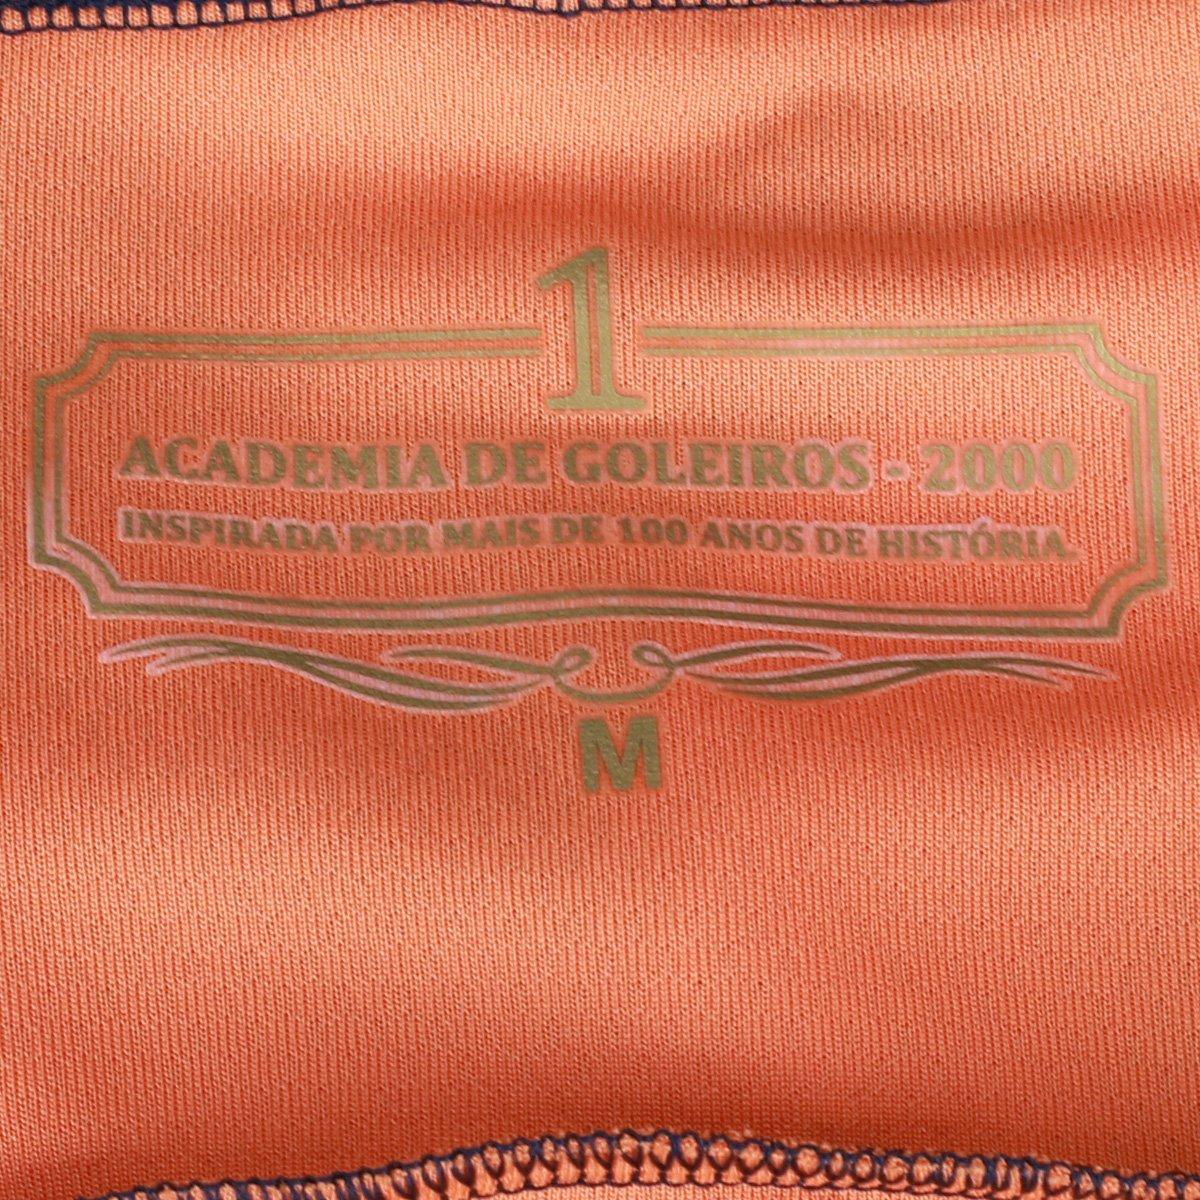 1
ACADEMIA DE GOLEIROS - 2000
INSPIRADA POR MAIS DE 100 ANOS DE HISTÓRIA.
M